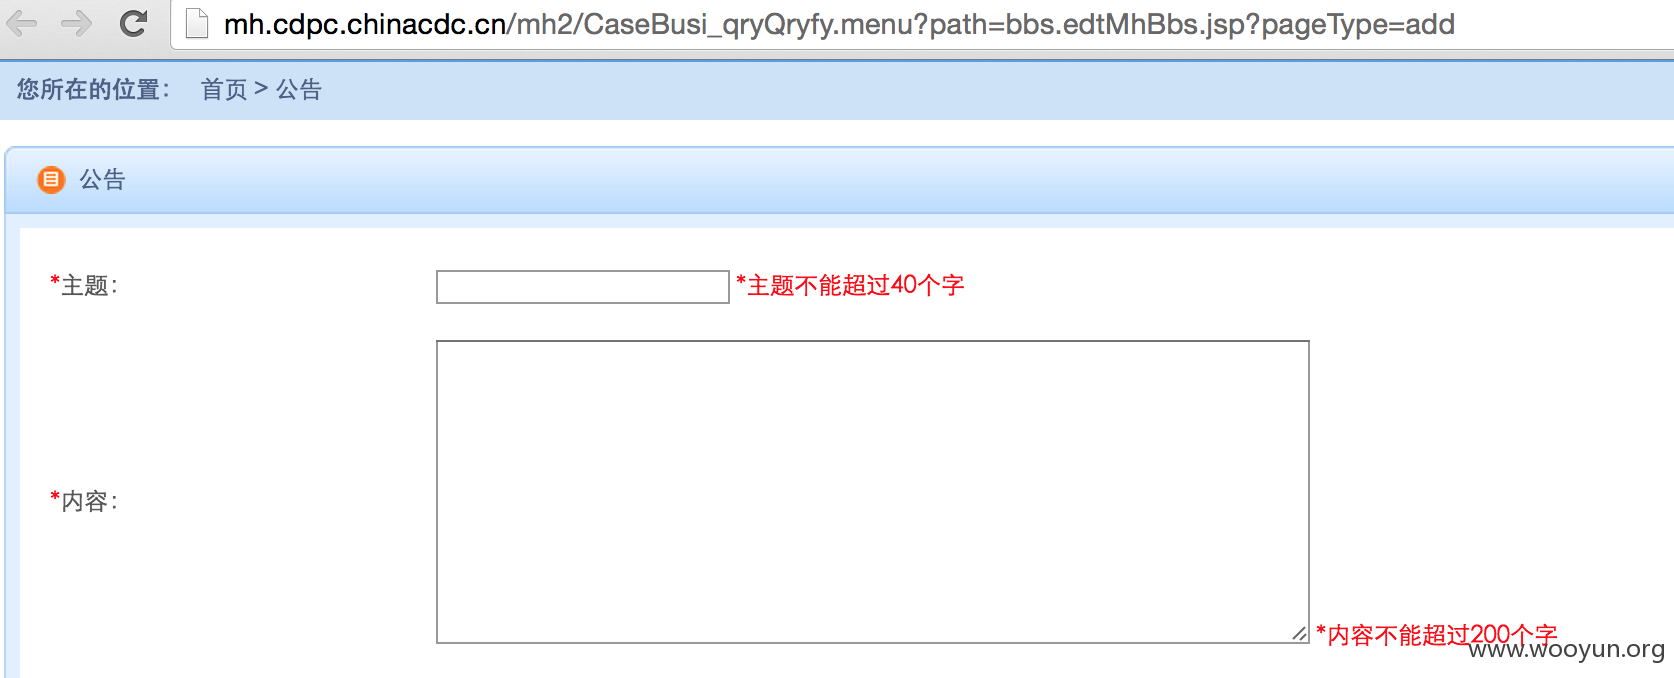 mh.cdpc.chinacdc.cn/mh2/CaseBusi_qryQryfy.menu?path=bbs.edtMhBbs.jsp?pageType=add
您所在的位置： 首页 > 公告
公告
*主题： *主题不能超过40个字
*内容： *内容不能超过200个字
www.wooyun.org